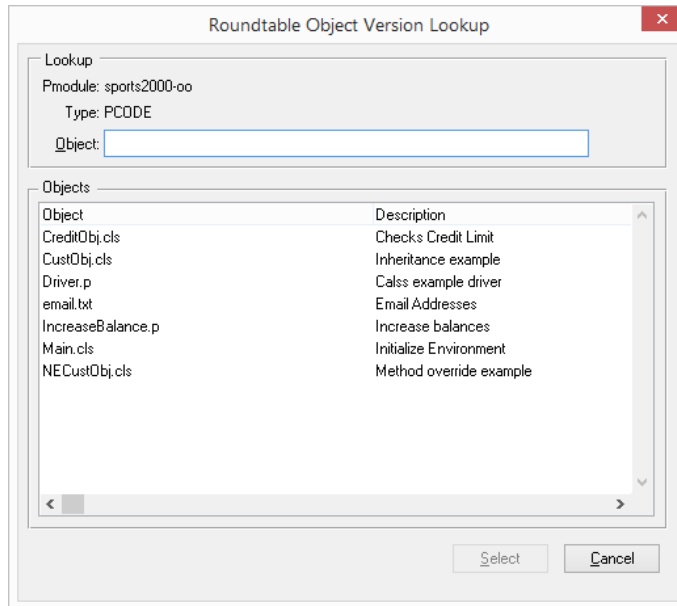 Roundtable Object Version Lookup
Lookup
Pmodule: sports2000-oo
Type: PCODE
Object:
Objects
Object Description
CreditObj.cls Checks Credit Limit
CustObj.cls Inheritance example
Driver.p Calss example driver
email.txt Email Addresses
IncreaseBalance.p Increase balances
Main.cls Initialize Environment
NECustObj.cls Method override example
Select Cancel